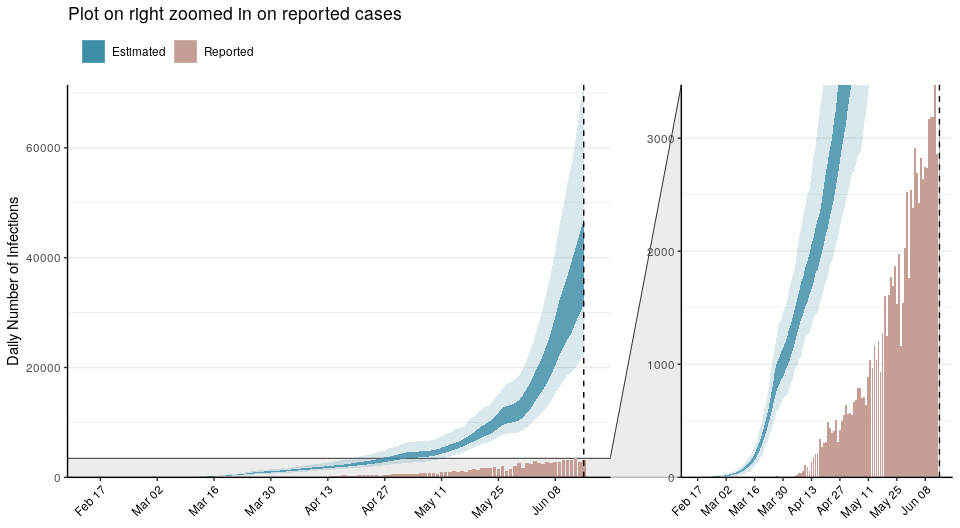 Plot on right zoomed in on reported cases
Estimated Reported
Daily Number of Infections
60000
40000
20000
0
Feb 17 Mar 02 Mar 16 Mar 30 Apr 13 Apr 27 May 11 May 25 Jun 08
3000
2000
1000
0
Feb 17 Mar 02 Mar 16 Mar 30 Apr 13 Apr 27 May 11 May 25 Jun 08